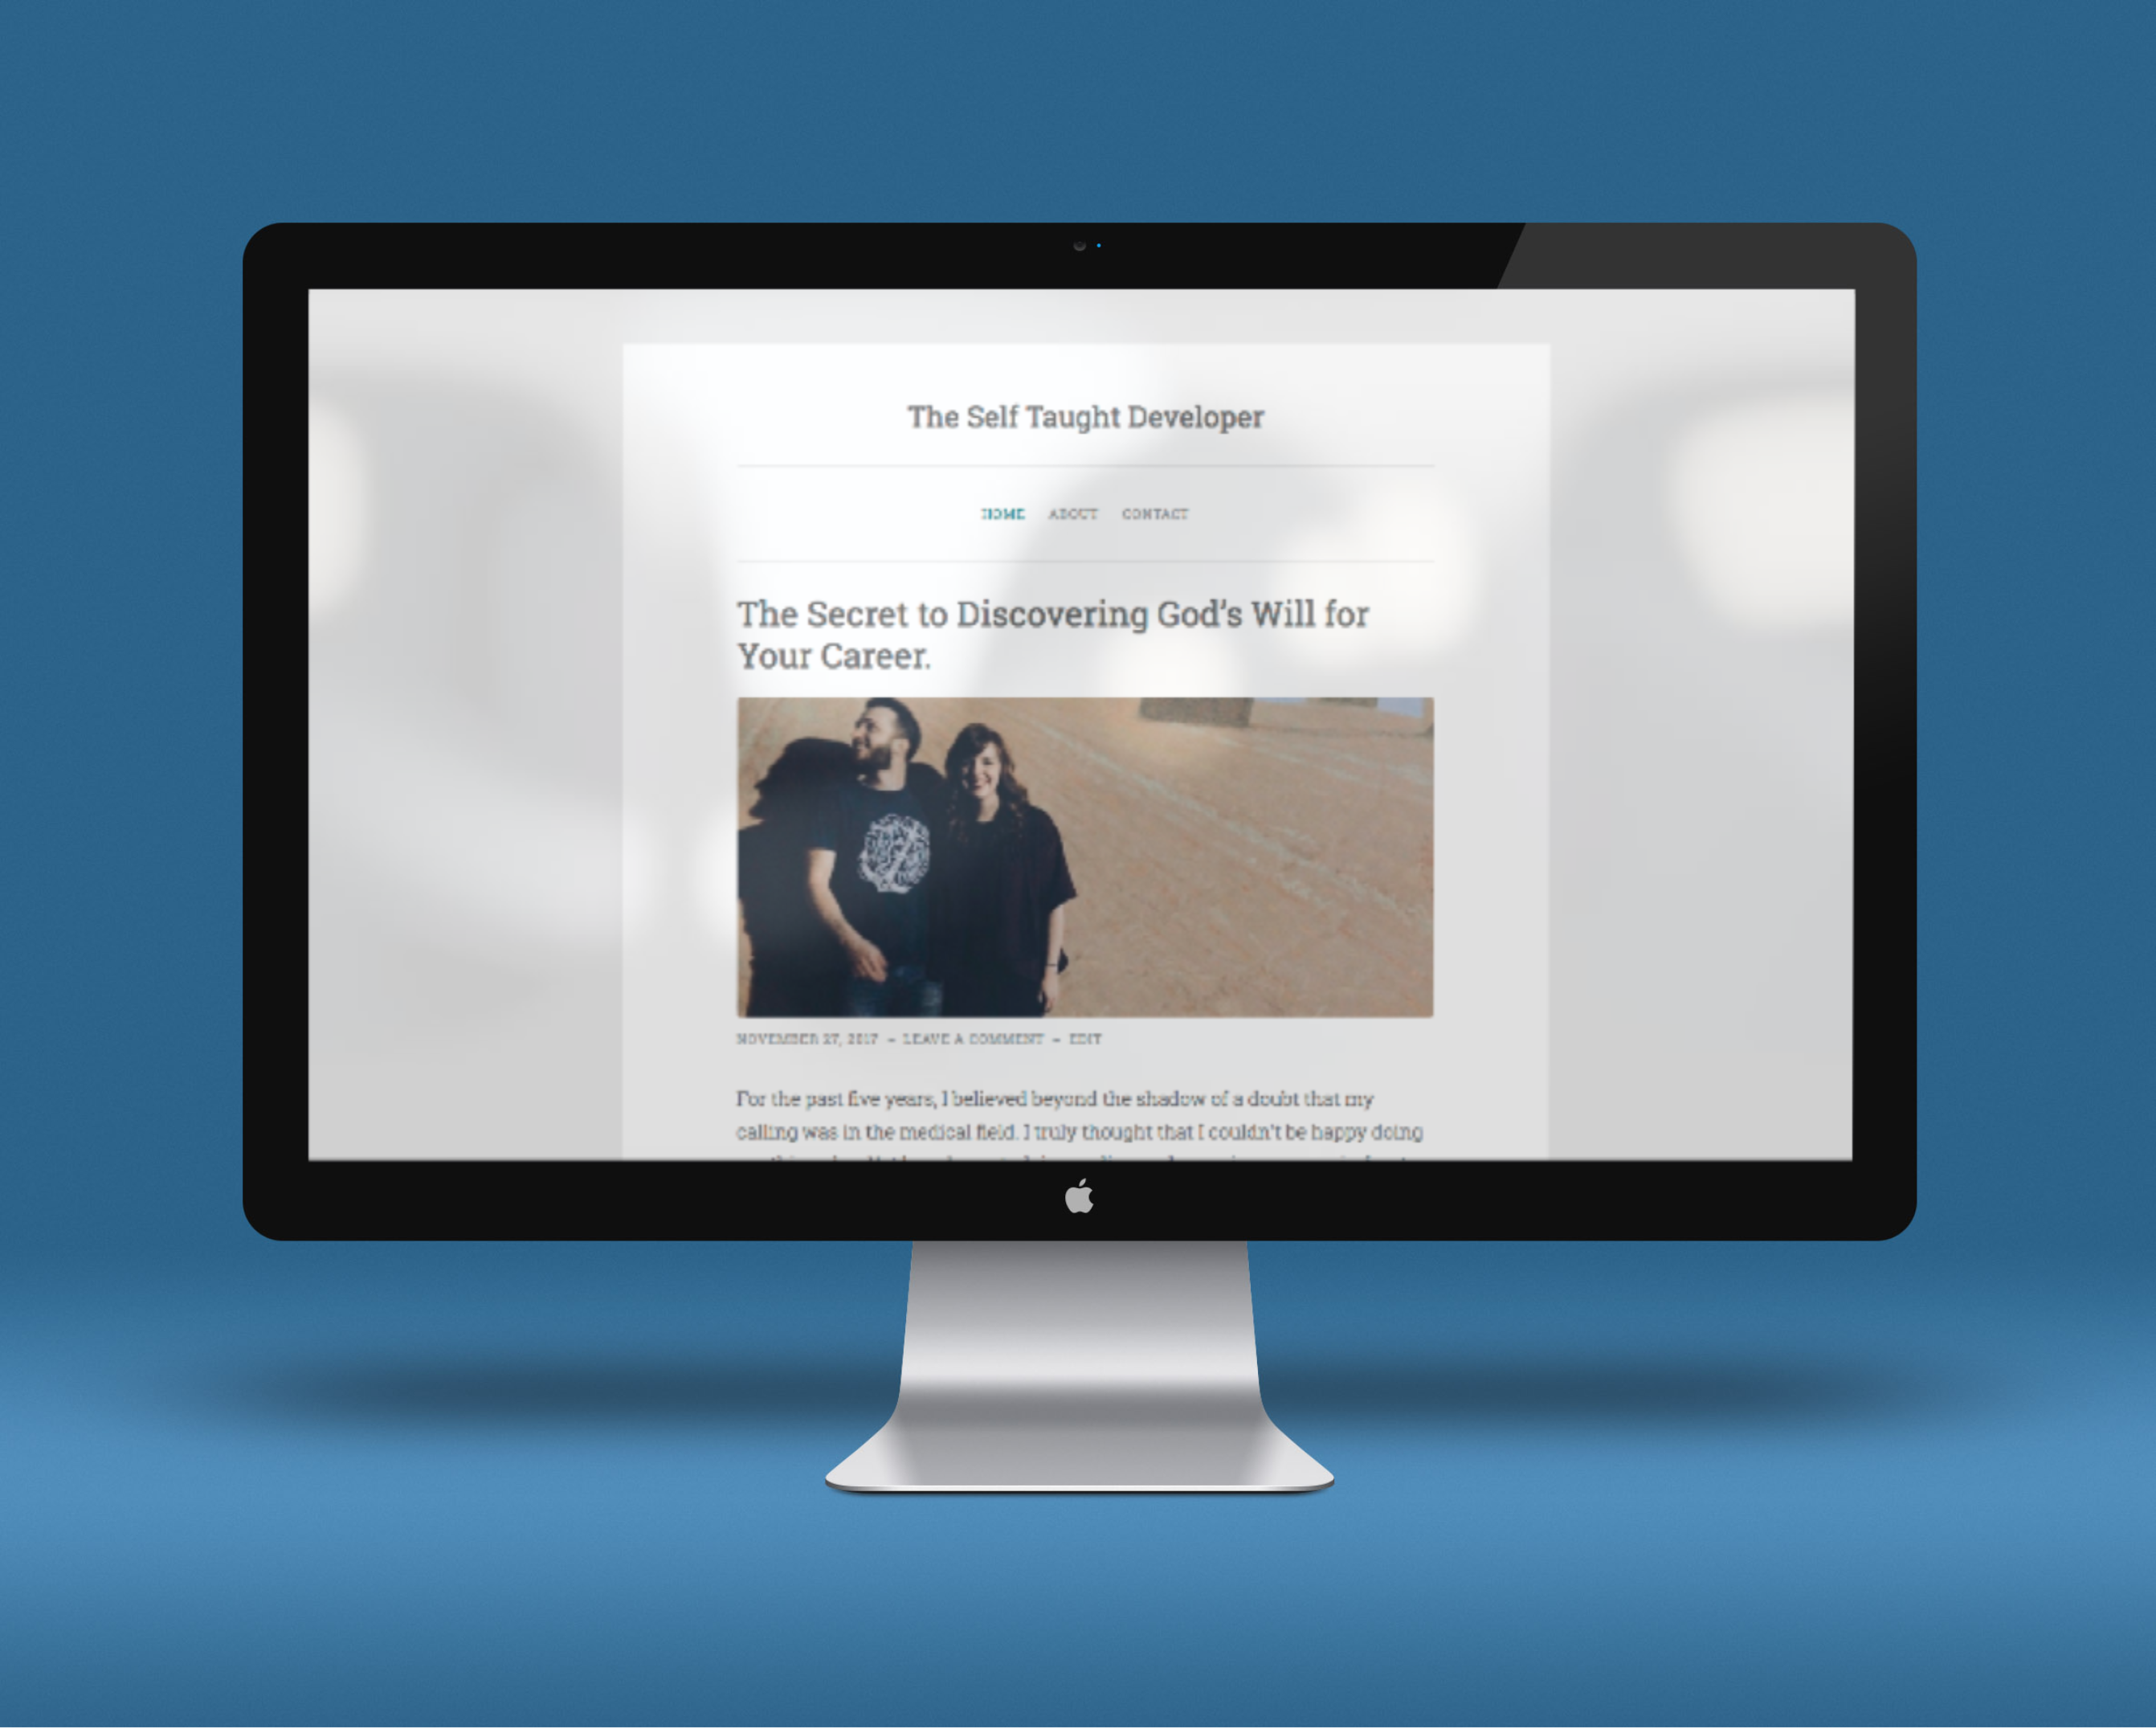 The Self Taught Developer
HOME ABOUT CONTACT
The Secret to Discovering God's Will for
Your Career.
NOVEMBER 27, 2017 – LEAVE A COMMENT – EDIT
For the past five years, I believed beyond the shadow of a doubt that my
calling was in the medical field. I truly thought that I couldn't be happy doing